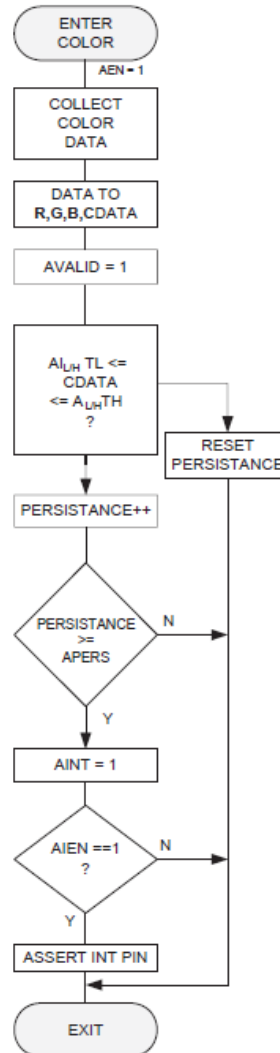 ENTER
COLOR
AEN = 1
COLLECT
COLOR
DATA
DATA TO
R,G,B,CDATA
AVALID = 1
AIL/H TL <=
CDATA
<= AL/HTH
?
RESET
PERSISTANCE
PERSISTANCE++
PERSISTANCE
>=
APERS
N
Y
AINT = 1
AIEN ==1
?
N
Y
ASSERT INT PIN
EXIT